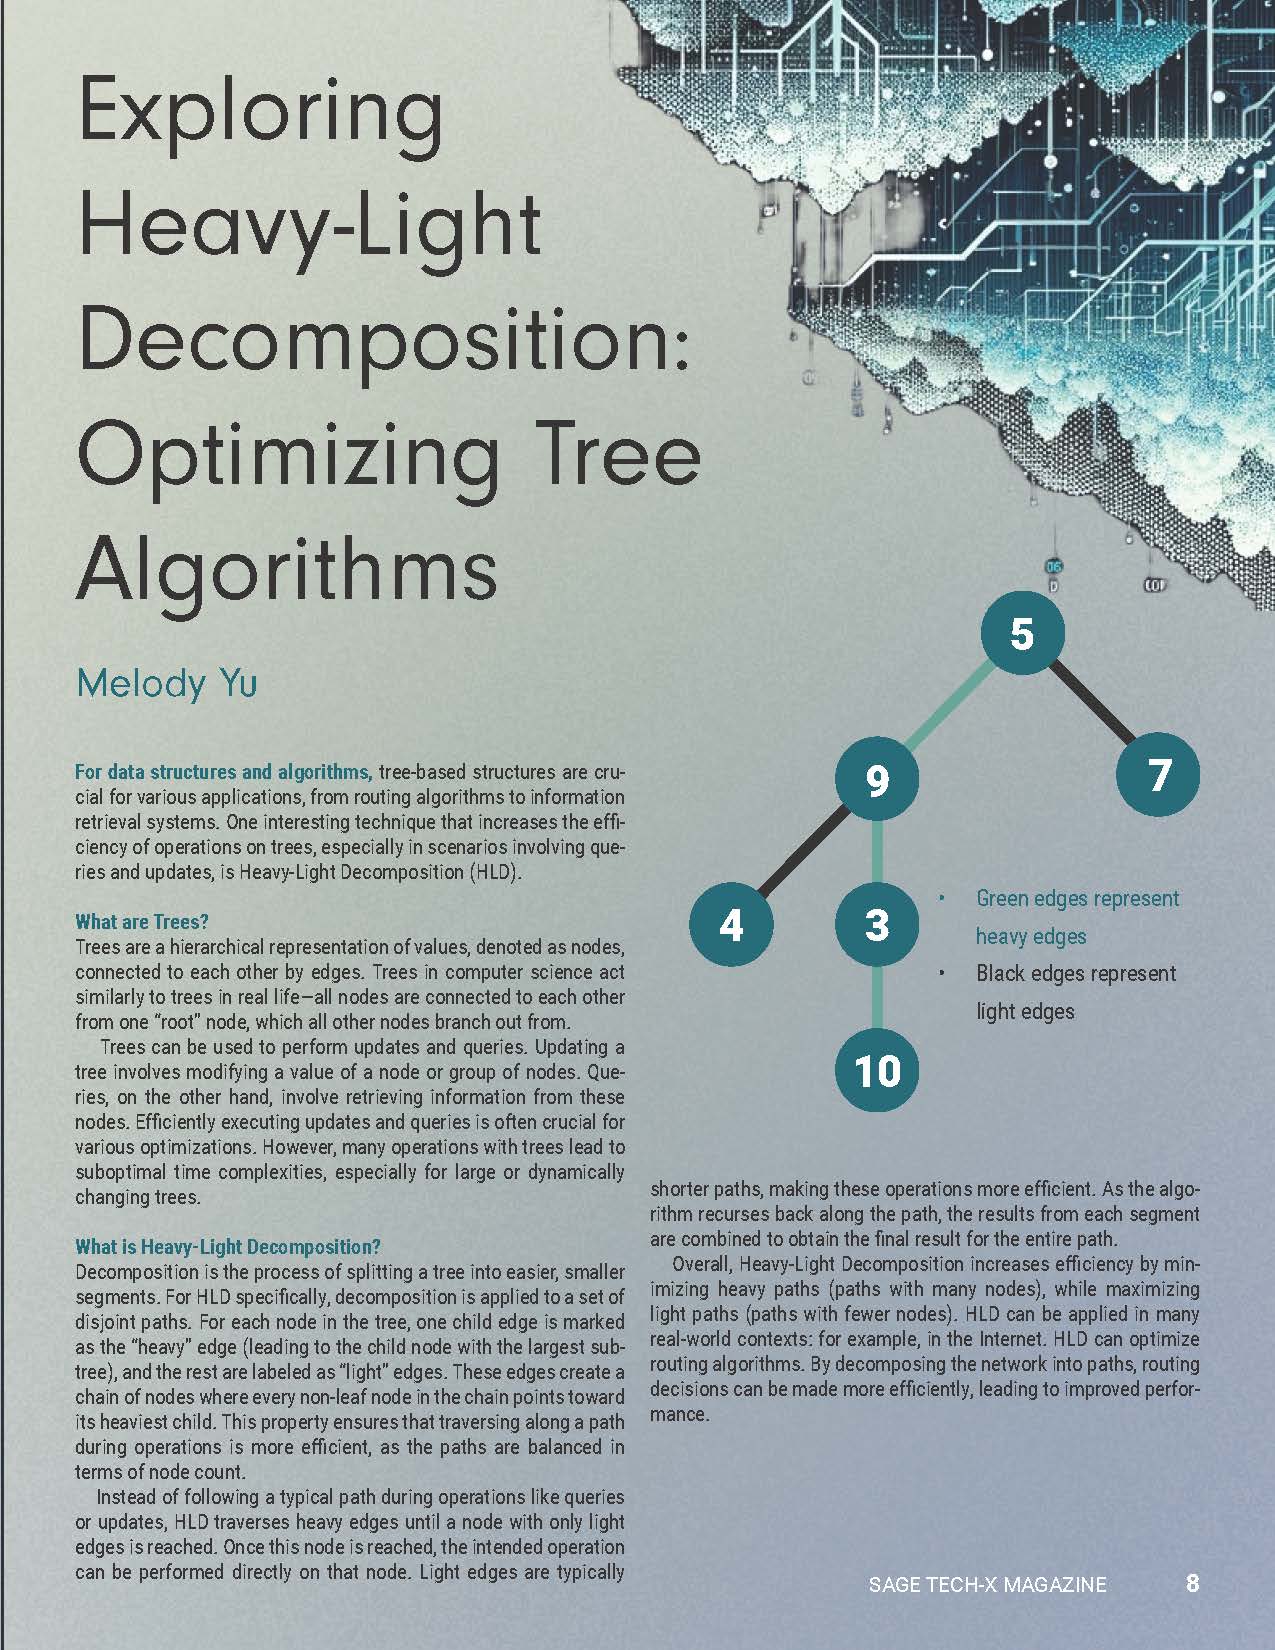 Exploring
Heavy-Light
Decomposition:
Optimizing Tree
Algorithms
Melody Yu
For data structures and algorithms, tree-based structures are cru-
cial for various applications, from routing algorithms to information
retrieval systems. One interesting technique that increases the effi-
ciency of operations on trees, especially in scenarios involving que-
ries and updates, is Heavy-Light Decomposition (HLD).
What are Trees?
Trees are a hierarchical representation of values, denoted as nodes,
connected to each other by edges. Trees in computer science act
similarly to trees in real life—all nodes are connected to each other
from one “root” node, which all other nodes branch out from.
Trees can be used to perform updates and queries. Updating a
tree involves modifying a value of a node or group of nodes. Que-
ries, on the other hand, involve retrieving information from these
nodes. Efficiently executing updates and queries is often crucial for
various optimizations. However, many operations with trees lead to
suboptimal time complexities, especially for large or dynamically
changing trees.
What is Heavy-Light Decomposition?
Decomposition is the process of splitting a tree into easier, smaller
segments. For HLD specifically, decomposition is applied to a set of
disjoint paths. For each node in the tree, one child edge is marked
as the “heavy” edge (leading to the child node with the largest sub-
tree), and the rest are labeled as “light” edges. These edges create a
chain of nodes where every non-leaf node in the chain points toward
its heaviest child. This property ensures that traversing along a path
during operations is more efficient, as the paths are balanced in
terms of node count.
Instead of following a typical path during operations like queries
or updates, HLD traverses heavy edges until a node with only light
edges is reached. Once this node is reached, the intended operation
can be performed directly on that node. Light edges are typically
5
9
7
4
3
10
• Green edges represent
heavy edges
• Black edges represent
light edges
shorter paths, making these operations more efficient. As the algo-
rithm recurses back along the path, the results from each segment
are combined to obtain the final result for the entire path.
Overall, Heavy-Light Decomposition increases efficiency by min-
imizing heavy paths (paths with many nodes), while maximizing
light paths (paths with fewer nodes). HLD can be applied in many
real-world contexts: for example, in the Internet. HLD can optimize
routing algorithms. By decomposing the network into paths, routing
decisions can be made more efficiently, leading to improved perfor-
mance.
SAGE TECH-X MAGAZINE 8